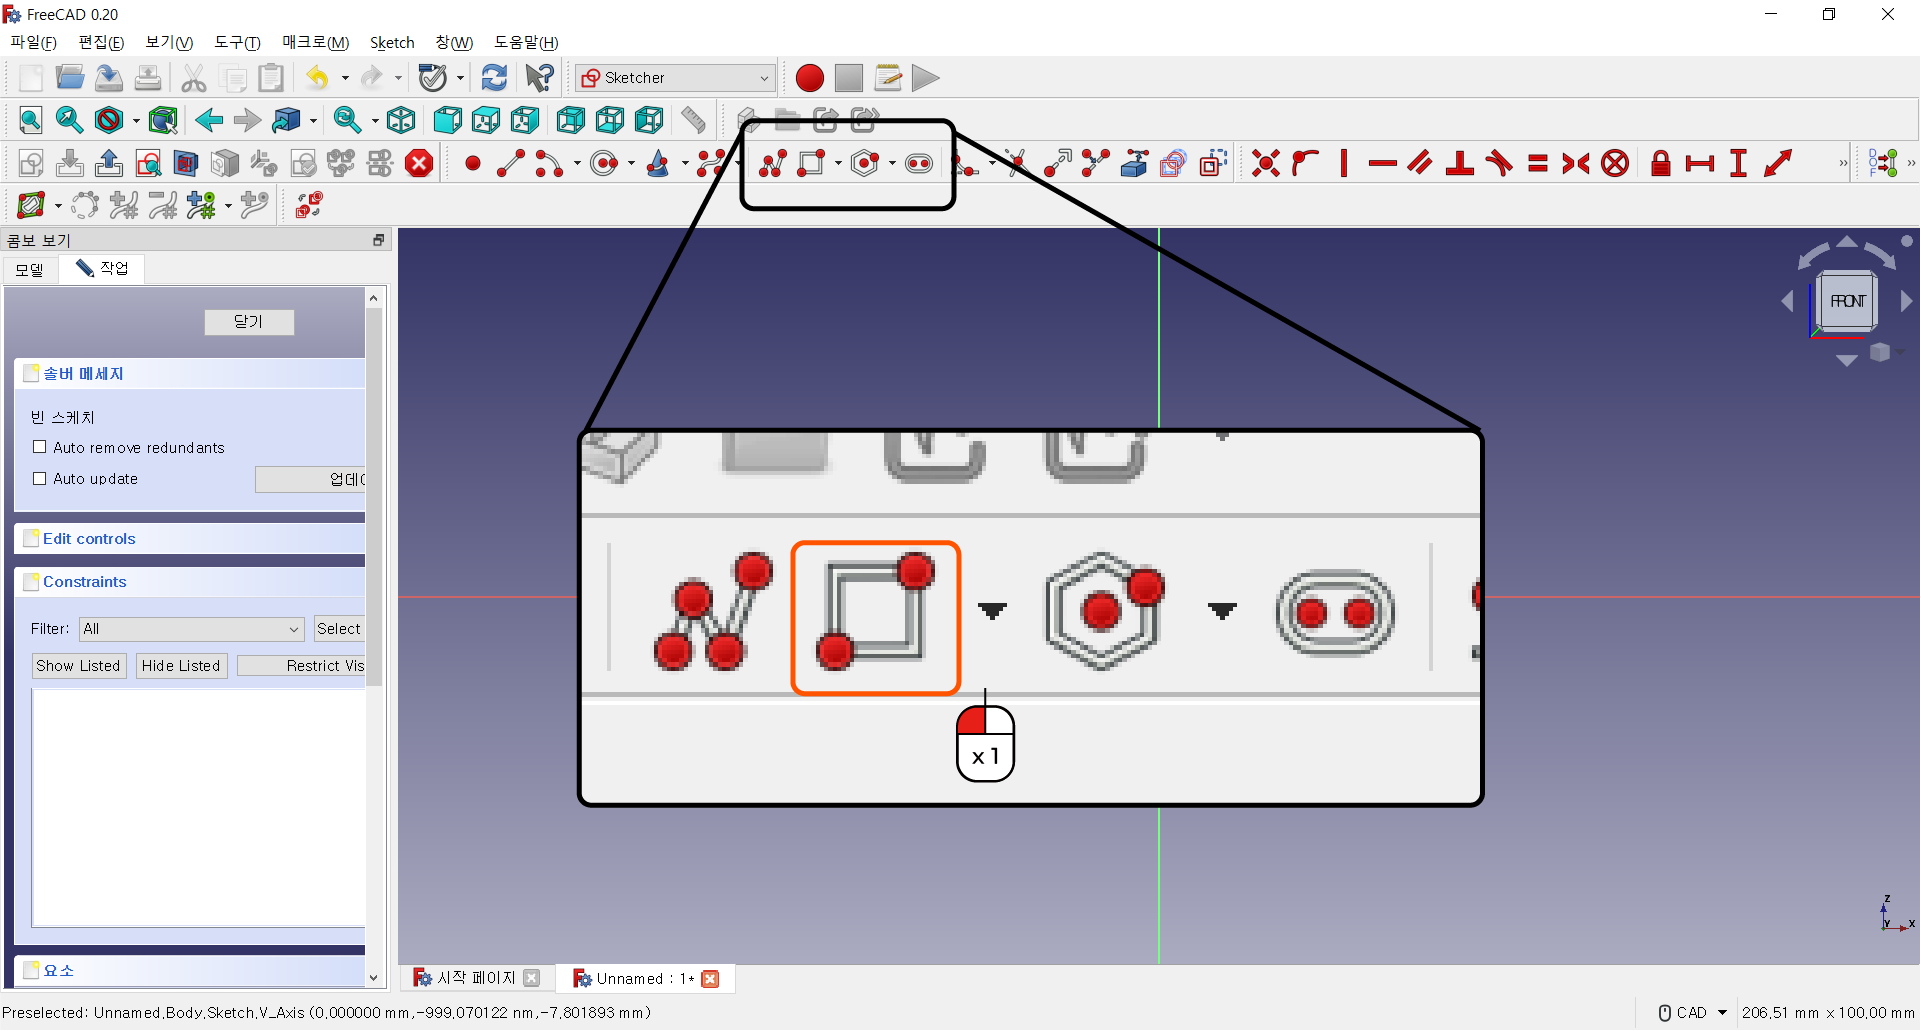 FreeCAD 0.20
파일(F) 편집(E) 보기(V) 도구(T) 매크로(M) Sketch 창(W) 도움말(H)
Sketcher
콤보 보기
모델 작업
닫기
솔버 메세지
빈 스케치
Auto remove redundants
Auto update
Edit controls
Constraints
Filter: All Select
Show Listed Hide Listed Restrict Vis
요소
FRONT
x 1
Z
Y X
시작 페이지 Unnamed : 1*
Preselected: Unnamed.Body.Sketch.V_Axis (0.000000 mm,-999.070122 nm,-7.801893 mm)
CAD 206.51 mm x 100.00 mm